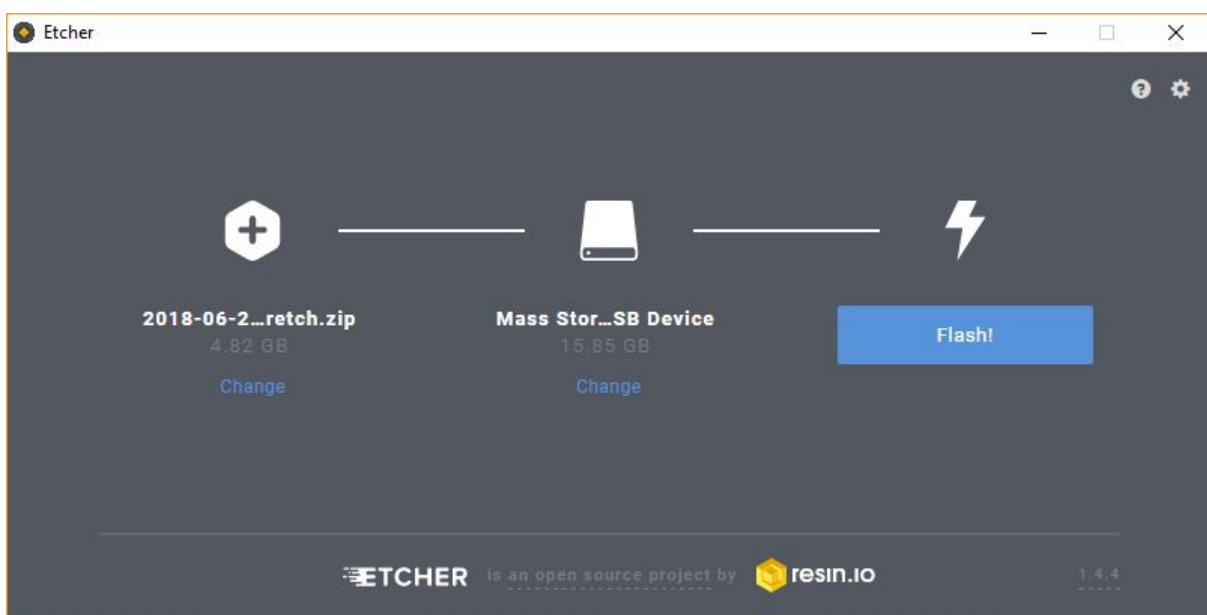 Etcher
2018-06-2...retch.zip
Mass Stor...SB Device
Flash!
4.82 GB
15.85 GB
Change
Change
ETCHER is an open source project by resin.io
1.4.4